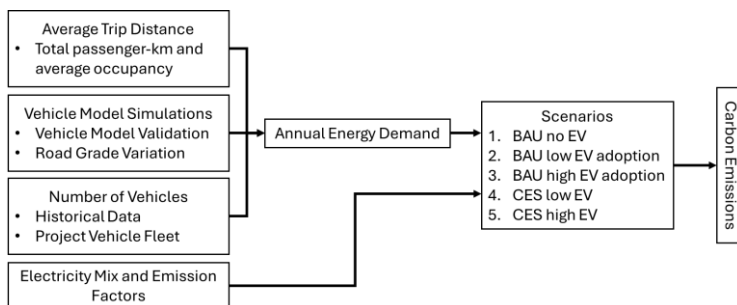 Average Trip Distance
• Total passenger-km and
average occupancy
Vehicle Model Simulations
• Vehicle Model Validation
• Road Grade Variation
Number of Vehicles
• Historical Data
• Project Vehicle Fleet
Electricity Mix and Emission
Factors
Annual Energy Demand
Scenarios
1. BAU no EV
2. BAU low EV adoption
3. BAU high EV adoption
4. CES low EV
5. CES high EV
Carbon Emissions